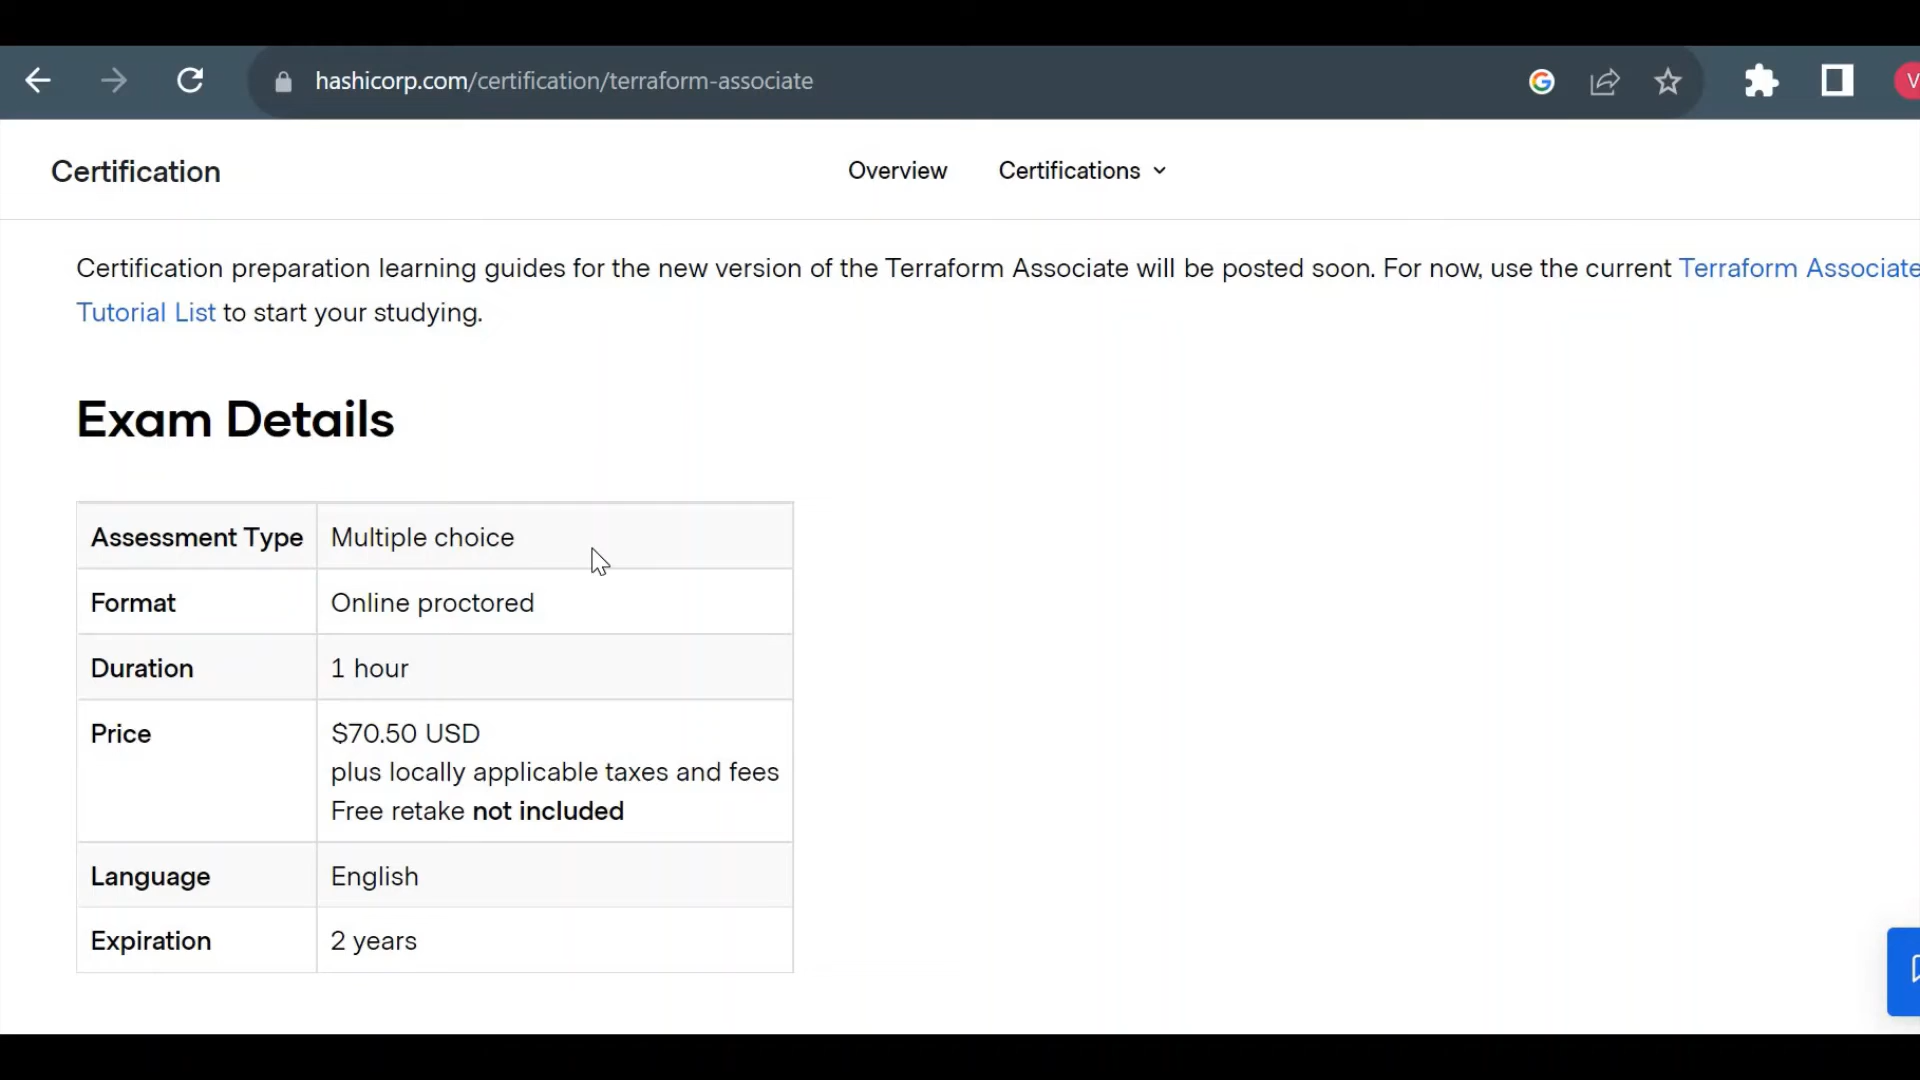 hashicorp.com/certification/terraform-associate
V
Certification
Overview
Certifications
Certification preparation learning guides for the new version of the Terraform Associate will be posted soon. For now, use the current Terraform Associate
Tutorial List to start your studying.
Exam Details
Assessment Type Multiple choice
Format Online proctored
Duration 1 hour
Price $70.50 USD
plus locally applicable taxes and fees
Free retake not included
Language English
Expiration 2 years